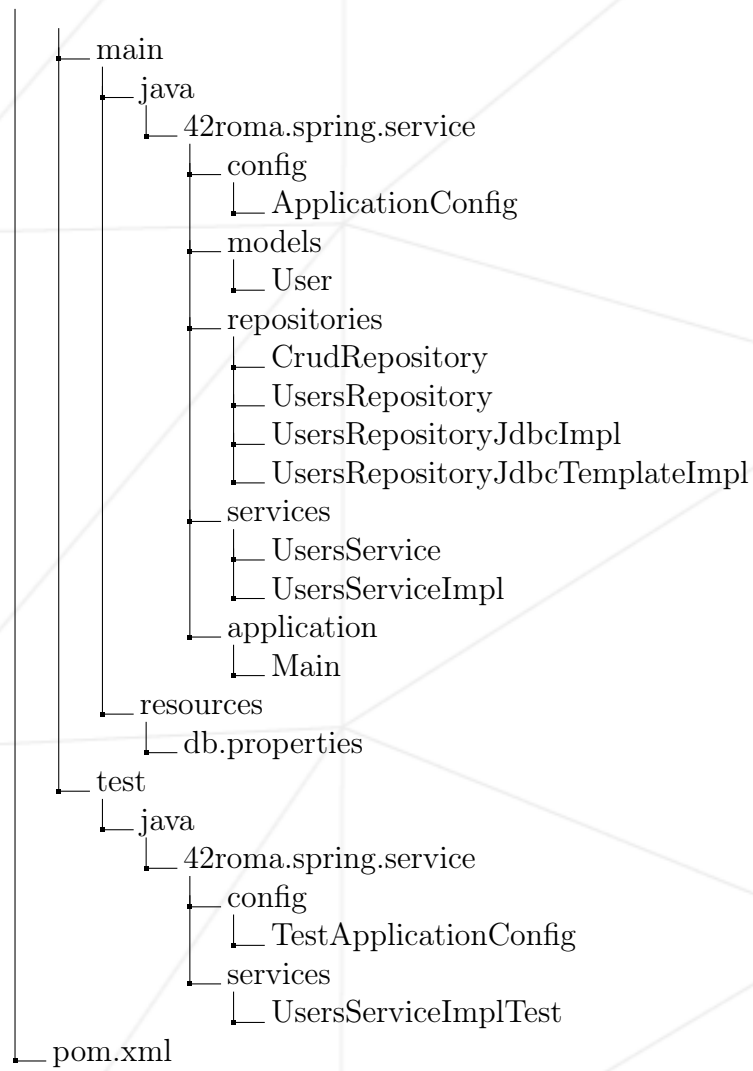 main
java
42roma.spring.service
config
ApplicationConfig
models
User
repositories
CrudRepository
UsersRepository
UsersRepositoryJdbcImpl
UsersRepositoryJdbcTemplateImpl
services
UsersService
UsersServiceImpl
application
Main
resources
db.properties
test
java
42roma.spring.service
config
TestApplicationConfig
services
UsersServiceImplTest
pom.xml